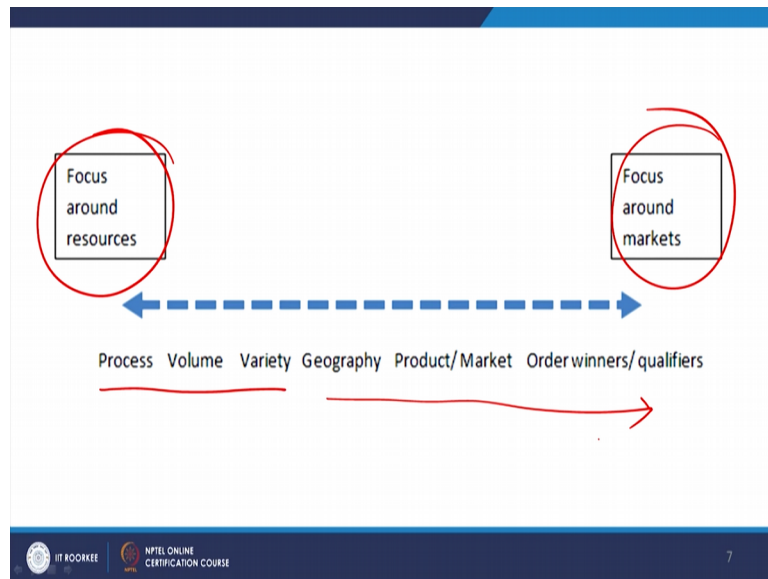 Focus
around
resources
Focus
around
markets
Process Volume Variety Geography Product/ Market Order winners/ qualifiers
IIT ROORKEE
NPTEL ONLINE
CERTIFICATION COURSE
7